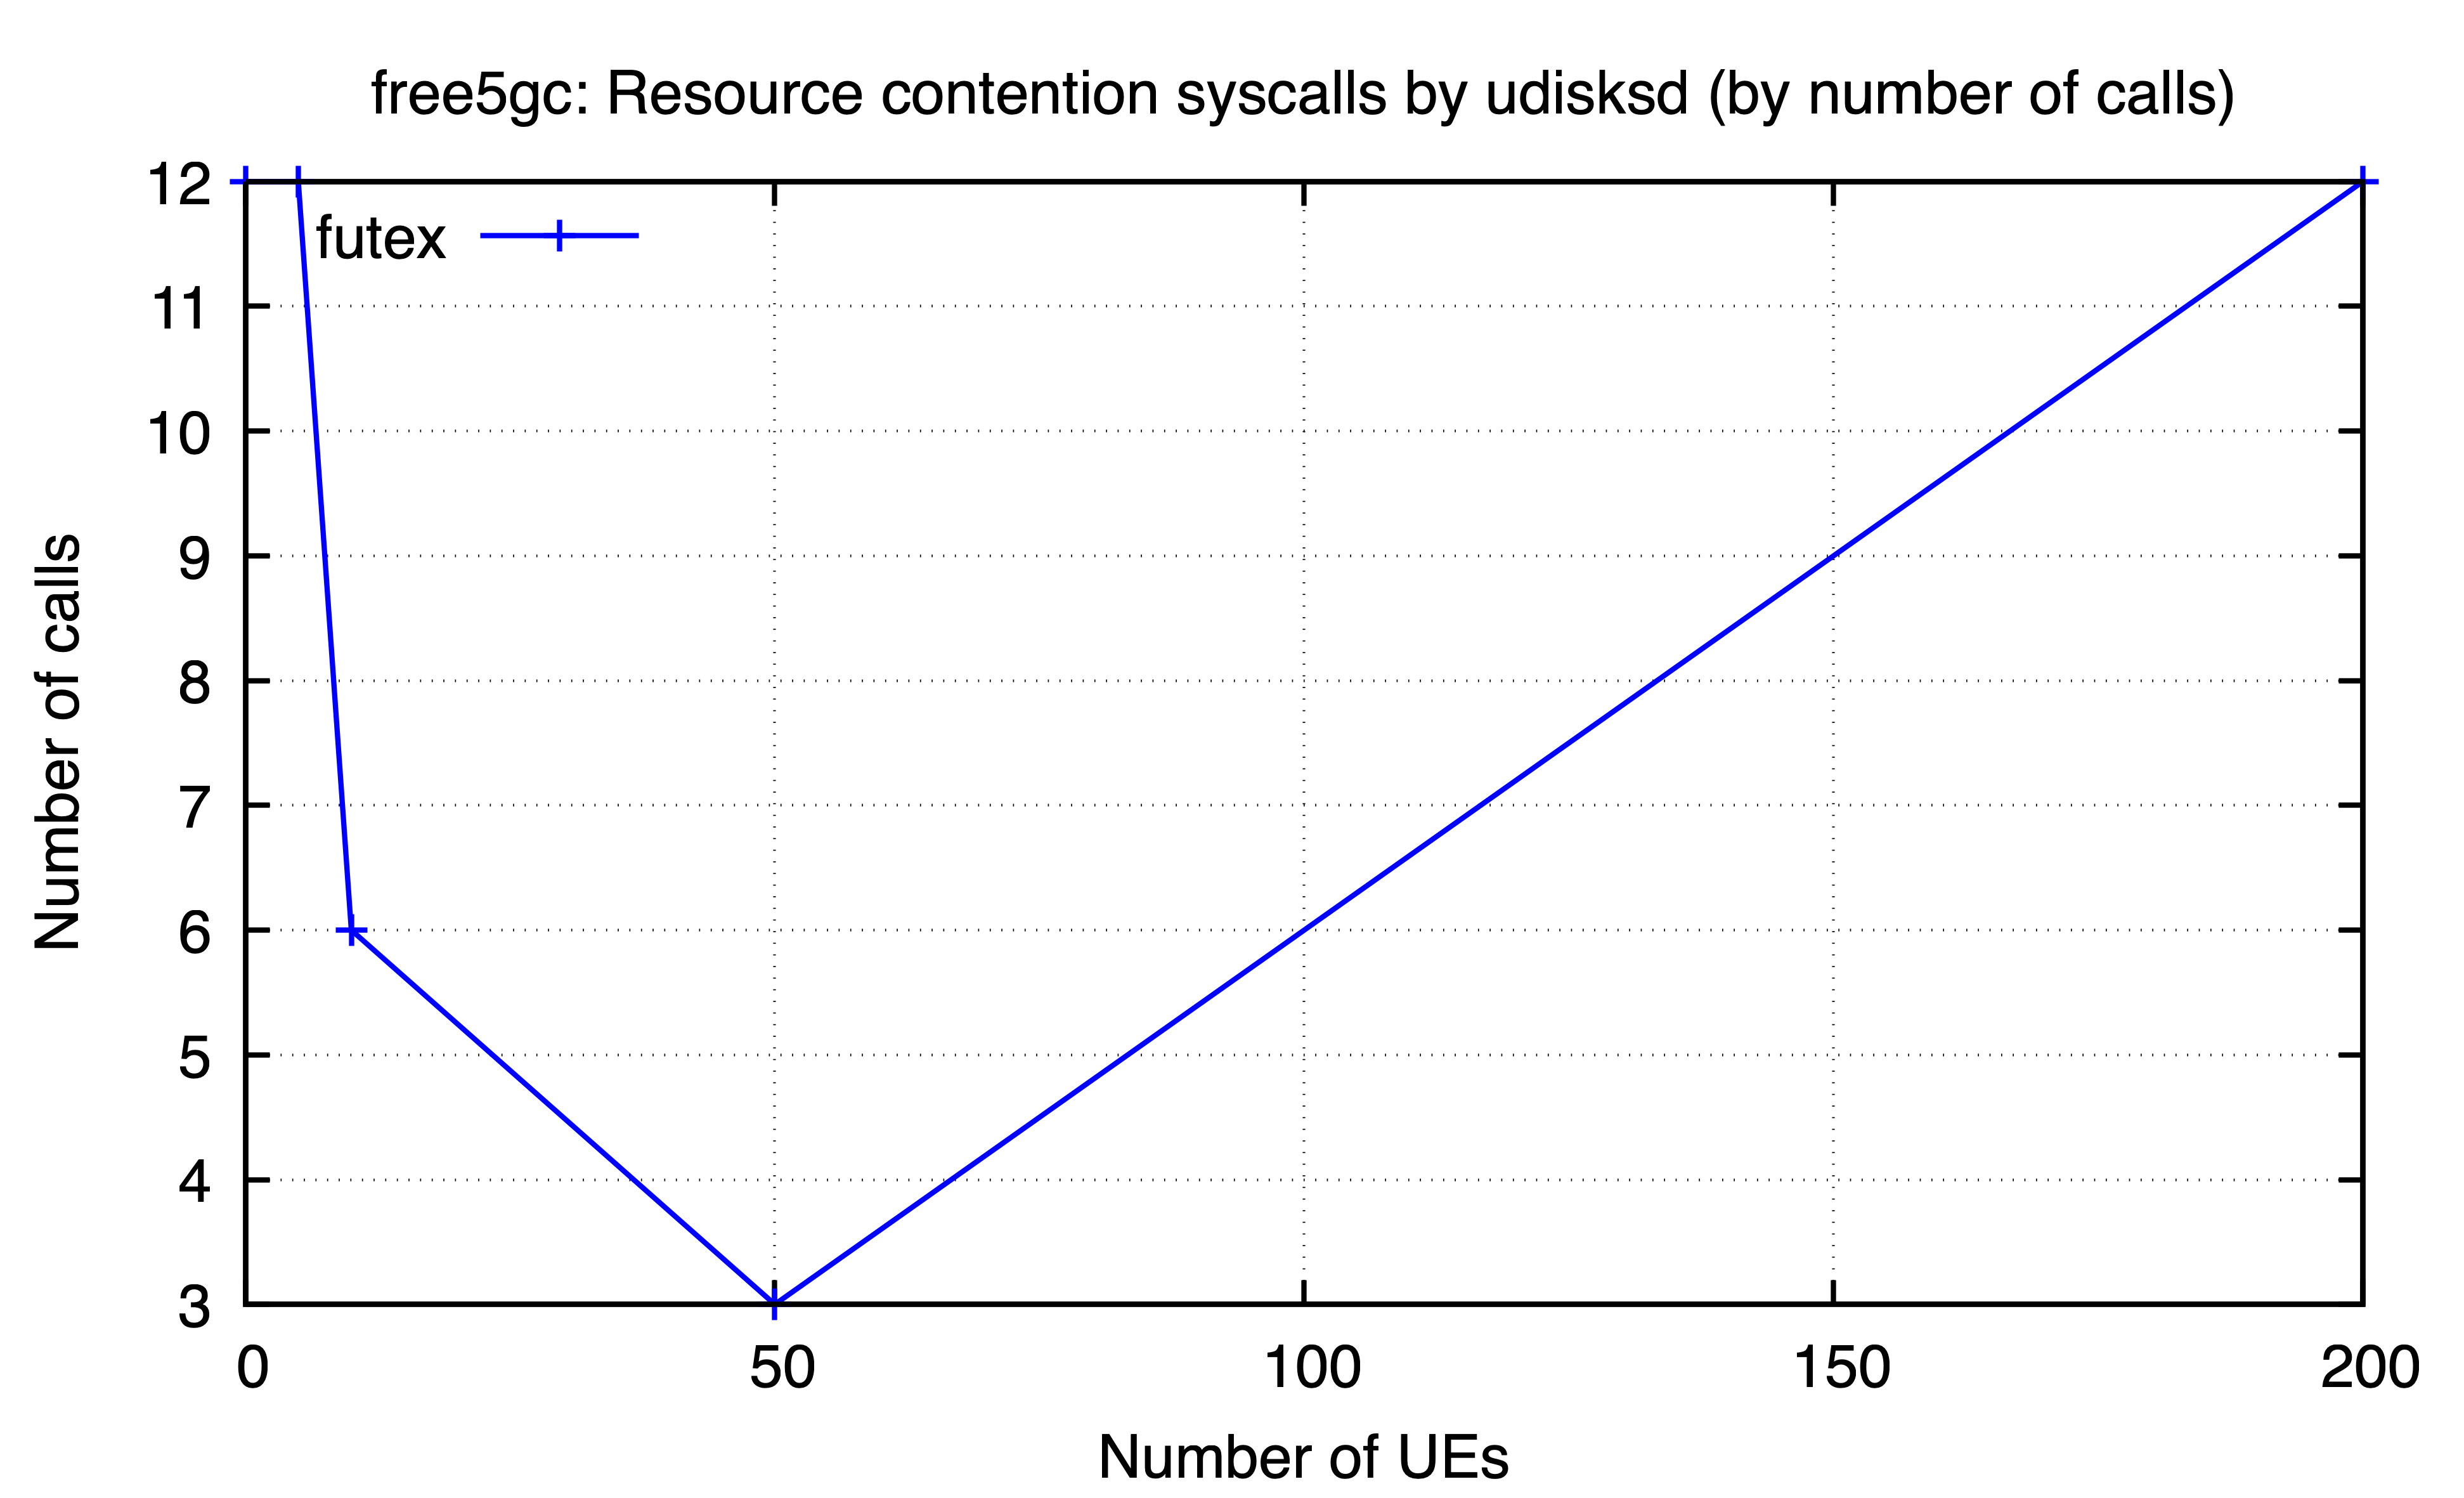 free5gc: Resource contention syscalls by udisksd (by number of calls)
futex
12
11
10
9
8
7
6
5
4
3
Number of calls
0 50 100 150 200
Number of UEs